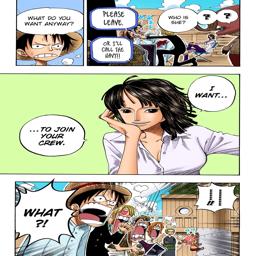 WHAT DO YOU
WANT ANYWAY?
PLEASE
LEAVE.
OR I'LL
CALL THE
NAVY!!
WHO IS
SHE?
I
WANT...
...TO JOIN
YOUR
CREW.
WHAT
?!
!!